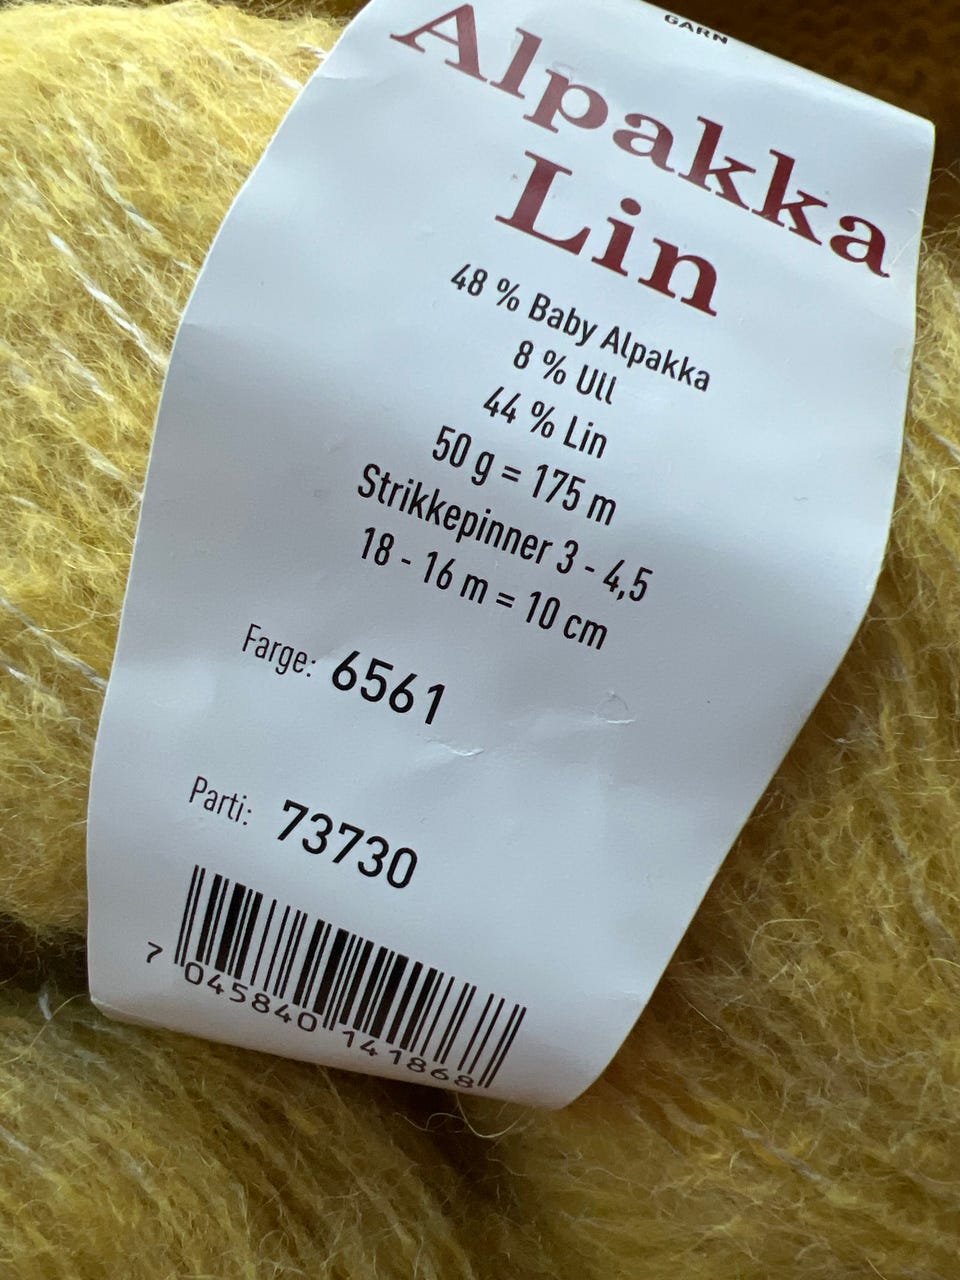 GARN
Alpakka
Lin
48 % Baby Alpakka
8 % Ull
44 % Lin
50 g = 175 m
Strikkepinner 3 - 4,5
18 - 16 m = 10 cm
Farge: 6561
Parti: 73730
7 045840 141868